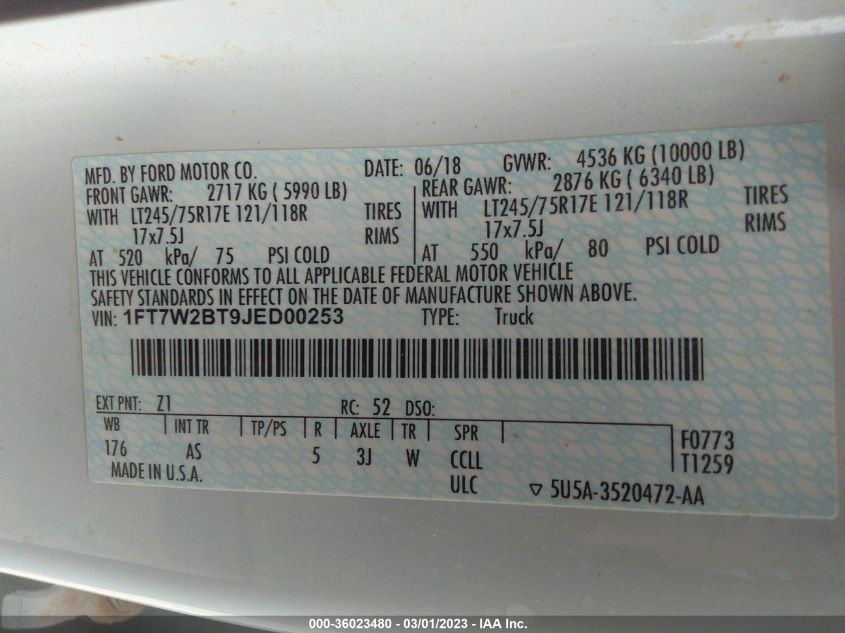 MFD. BY FORD MOTOR CO. DATE: 06/18 GVWR: 4536 KG (10000 LB)
FRONT GAWR: 2717 KG ( 5990 LB) REAR GAWR: 2876 KG ( 6340 LB)
WITH LT245/75R17E 121/118R TIRES WITH LT245/75R17E 121/118R TIRES
17x7.5J RIMS 17x7.5J RIMS
AT 520 kPa/ 75 PSI COLD AT 550 kPa/ 80 PSI COLD
THIS VEHICLE CONFORMS TO ALL APPLICABLE FEDERAL MOTOR VEHICLE
SAFETY STANDARDS IN EFFECT ON THE DATE OF MANUFACTURE SHOWN ABOVE.
VIN: 1FT7W2BT9JED00253 TYPE: Truck
EXT PNT: Z1 RC: 52 DSO:
WB INT TR TP/PS R AXLE TR SPR F0773
176 AS 5 3J W CCLL T1259
MADE IN U.S.A. ULC ▽ 5U5A-3520472-AA
000-36023480 - 03/01/2023 - IAA Inc.